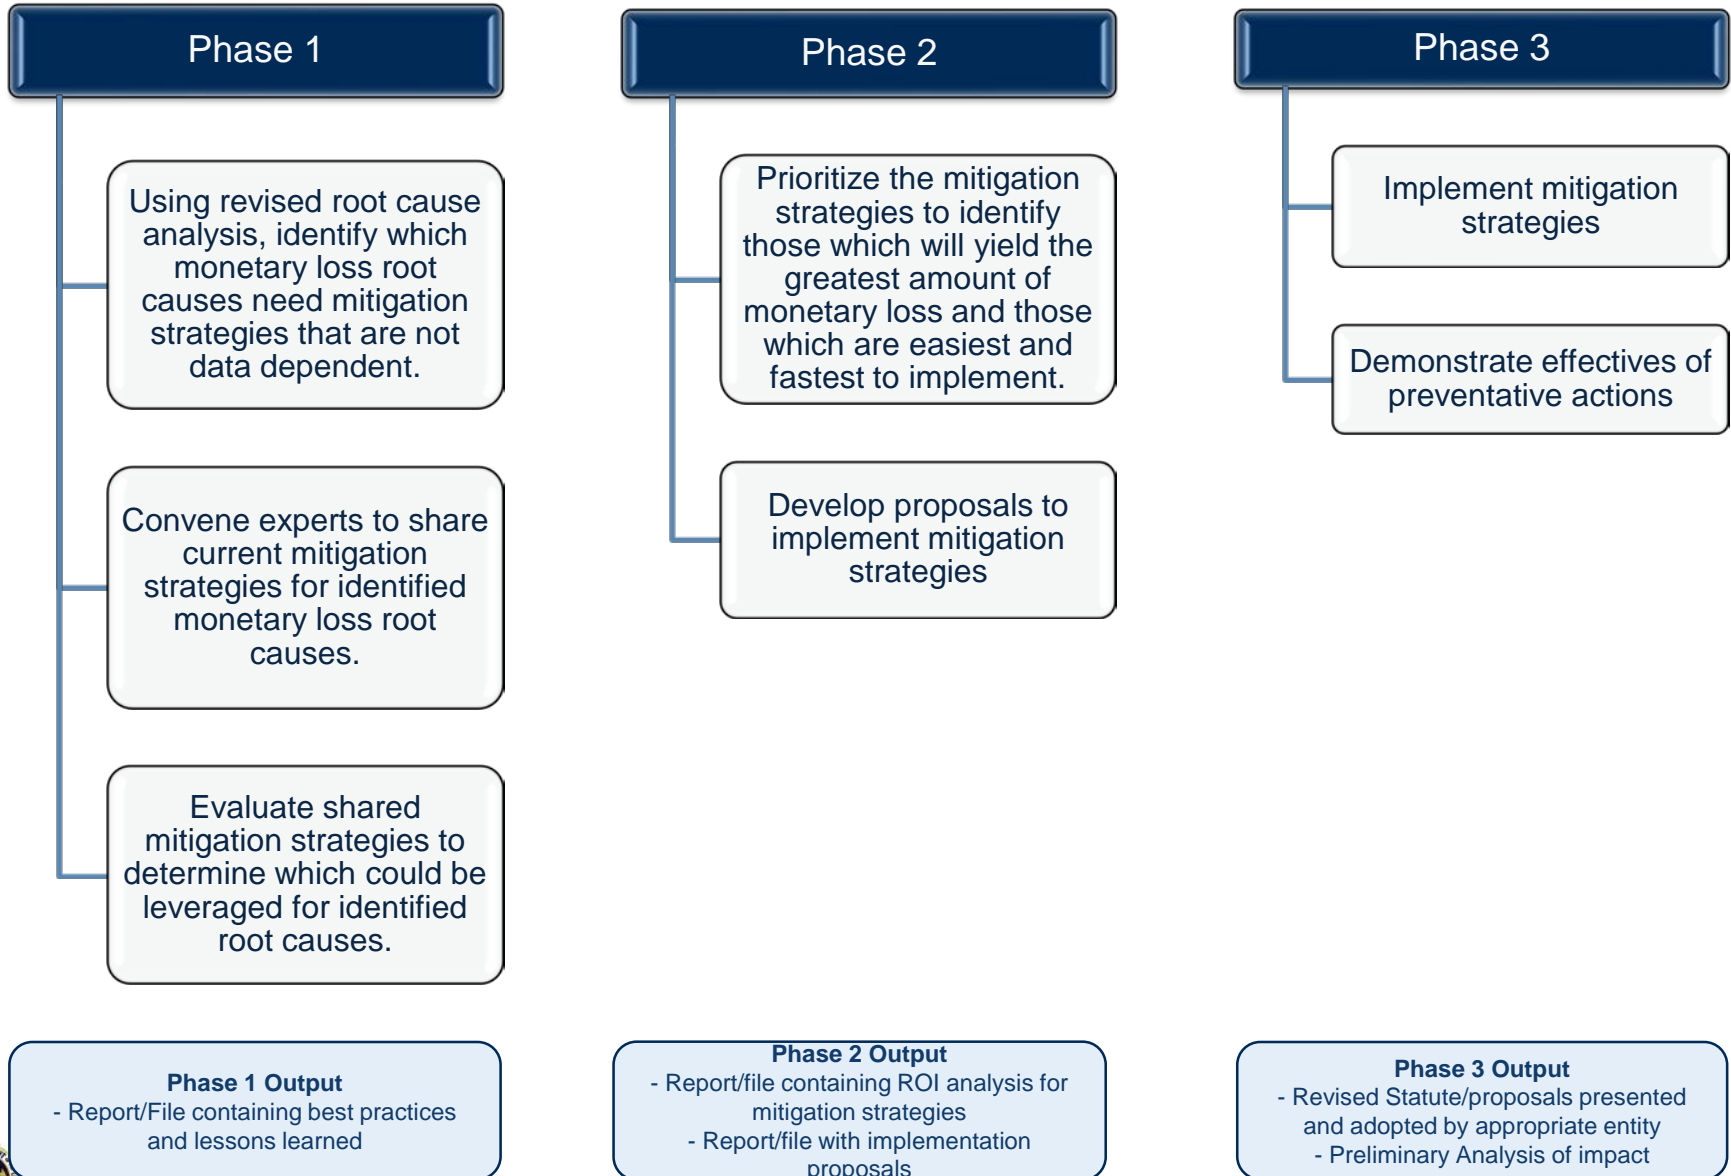 Phase 1
Using revised root cause
analysis, identify which
monetary loss root
causes need mitigation
strategies that are not
data dependent.
Convene experts to share
current mitigation
strategies for identified
monetary loss root
causes.
Evaluate shared
mitigation strategies to
determine which could be
leveraged for identified
root causes.
Phase 2
Prioritize the mitigation
strategies to identify
those which will yield the
greatest amount of
monetary loss and those
which are easiest and
fastest to implement.
Develop proposals to
implement mitigation
strategies
Phase 3
Implement mitigation
strategies
Demonstrate effectives of
preventative actions
Phase 1 Output
- Report/File containing best practices
and lessons learned
Phase 2 Output
- Report/file containing ROI analysis for
mitigation strategies
- Report/file with implementation
proposals
Phase 3 Output
- Revised Statute/proposals presented
and adopted by appropriate entity
- Preliminary Analysis of impact